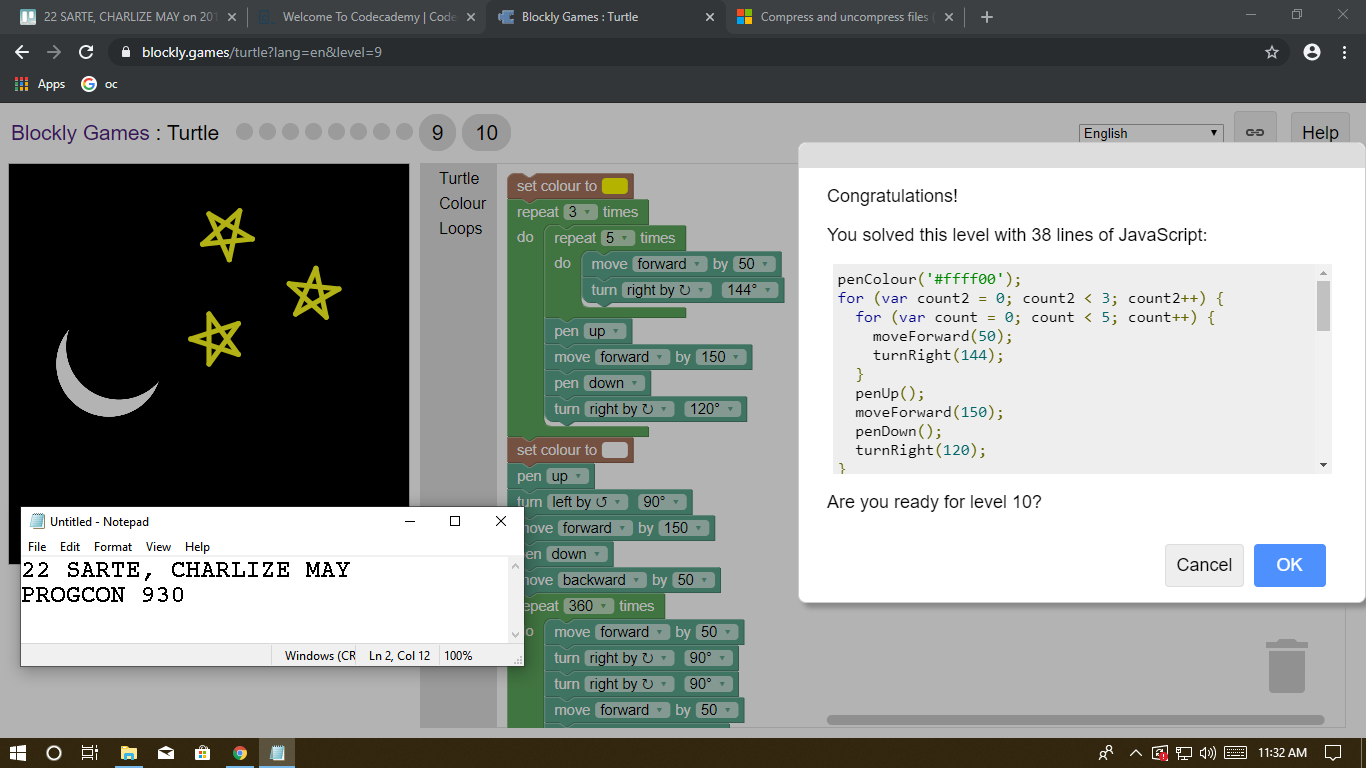 22 SARTE, CHARLIZE MAY on 201
Welcome To Codecademy | Code
Blockly Games : Turtle
Compress and uncompress files (
blockly.games/turtle?lang=en&level=9
Apps
oc
Blockly Games : Turtle
9
10
English
Help
Turtle
Colour
Loops
set colour to
repeat 3 times
do
repeat 5 times
do
move forward by 50
turn right by ↻ 144°
pen up
move forward by 150
pen down
turn right by ↻ 120°
set colour to
pen up
turn left by ↺ 90°
move forward by 150
pen down
move backward by 50
repeat 360 times
do
move forward by 50
turn right by ↻ 90°
turn right by ↻ 90°
move forward by 50
Congratulations!
You solved this level with 38 lines of JavaScript:
penColour('#ffff00');
for (var count2 = 0; count2 < 3; count2++) {
for (var count = 0; count < 5; count++) {
moveForward(50);
turnRight(144);
}
penUp();
moveForward(150);
penDown();
turnRight(120);
}
Are you ready for level 10?
Cancel
OK
Untitled - Notepad
File Edit Format View Help
22 SARTE, CHARLIZE MAY
PROGCON 930
Windows (CR
Ln 2, Col 12
100%
11:32 AM